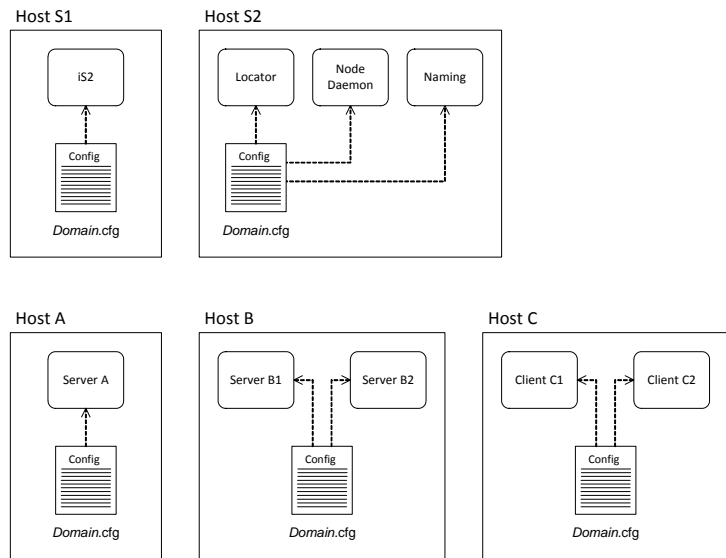 Host S1
Host S2
iS2
Locator
Node
Daemon
Naming
Config
Config
Domain.cfg
Domain.cfg
Host A
Host B
Host C
Server A
Server B1
Server B2
Client C1
Client C2
Config
Config
Config
Domain.cfg
Domain.cfg
Domain.cfg